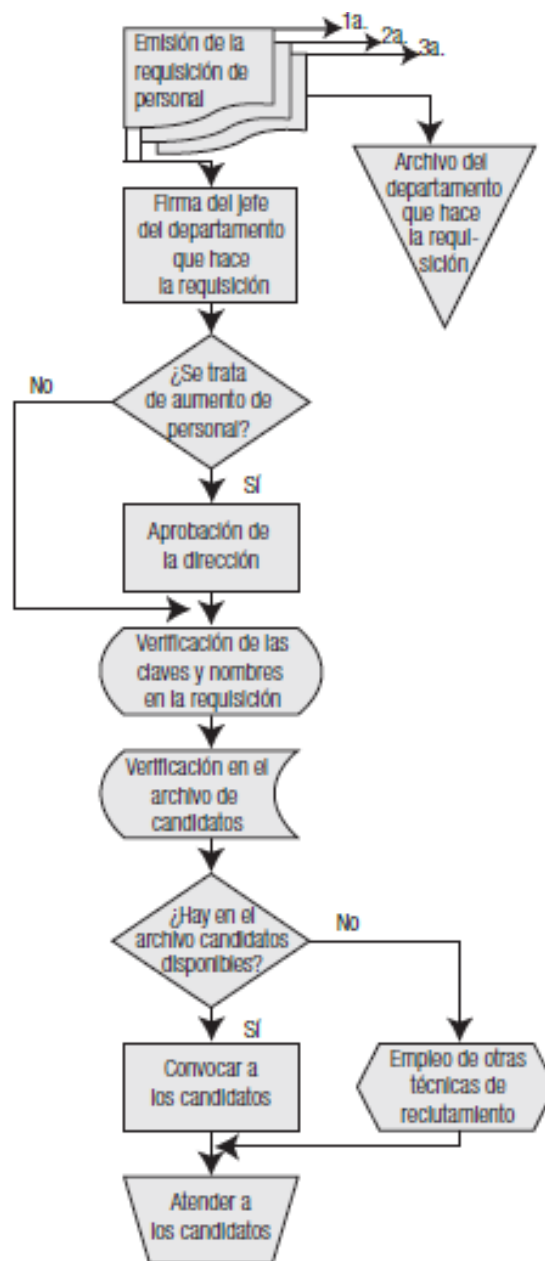 1a.
2a.
3a.
Emisión de la
requisición de
personal
Archivo del
departamento
que hace
la requi-
sición
Firma del jefe
del departamento
que hace
la requisición
¿Se trata
de aumento de
personal?
No
Sí
Aprobación de
la dirección
Verificación de las
claves y nombres
en la requisición
Verificación en el
archivo de
candidatos
¿Hay en el
archivo candidatos
disponibles?
No
Sí
Convocar a
los candidatos
Empleo de otras
técnicas de
reclutamiento
Atender a
los candidatos